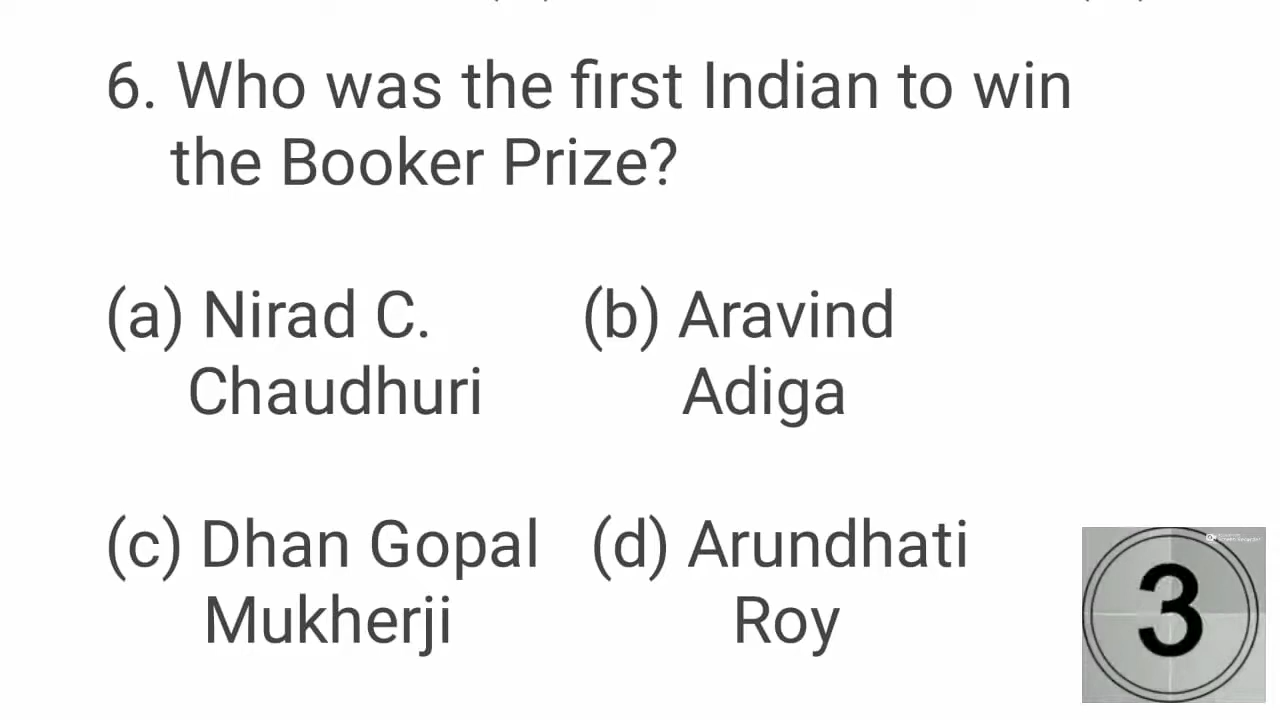 6. Who was the first Indian to win
the Booker Prize?
(a) Nirad C. (b) Aravind
Chaudhuri Adiga
(c) Dhan Gopal (d) Arundhati
Mukherji Roy
3